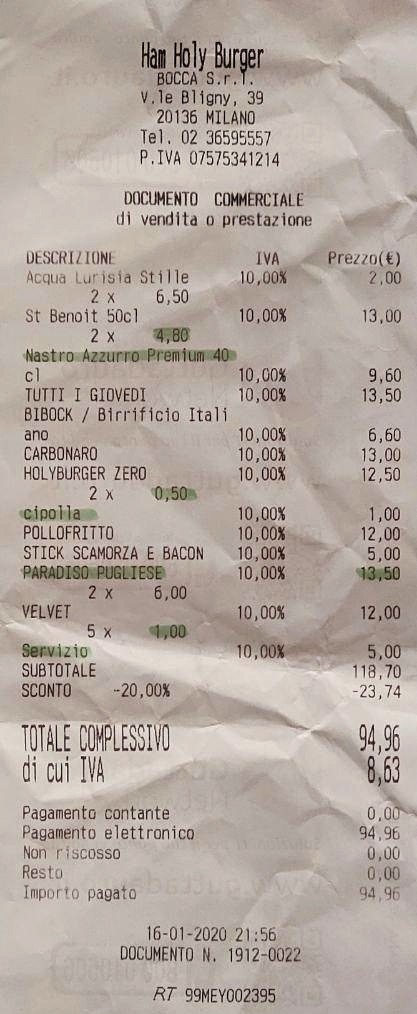 Ham Holy Burger
BOCCA S.r.l.
V.le Bligny, 39
20136 MILANO
Tel. 02 36595557
P.IVA 07575341214
DOCUMENTO COMMERCIALE
di vendita o prestazione
DESCRIZIONE IVA Prezzo(€)
Acqua Lurisia Stille 10,00% 2,00
2 x 6,50
St Benoit 50cl 10,00% 13,00
2 x 4,80
Nastro Azzurro Premium 40
cl 10,00% 9,60
TUTTI I GIOVEDI 10,00% 13,50
BIBOCK / Birrificio Itali
ano 10,00% 6,60
CARBONARO 10,00% 13,00
HOLYBURGER ZERO 10,00% 12,50
2 x 0,50
cipolla 10,00% 1,00
POLLOFRITTO 10,00% 12,00
STICK SCAMORZA E BACON 10,00% 5,00
PARADISO PUGLIESE 10,00% 13,50
2 x 6,00
VELVET 10,00% 12,00
5 x 1,00
Servizio 10,00% 5,00
SUBTOTALE 118,70
SCONTO -20,00% -23,74
TOTALE COMPLESSIVO 94,96
di cui IVA 8,63
Pagamento contante 0,00
Pagamento elettronico 94,96
Non riscosso 0,00
Resto 0,00
Importo pagato 94,96
16-01-2020 21:56
DOCUMENTO N. 1912-0022
RT 99MEY002395